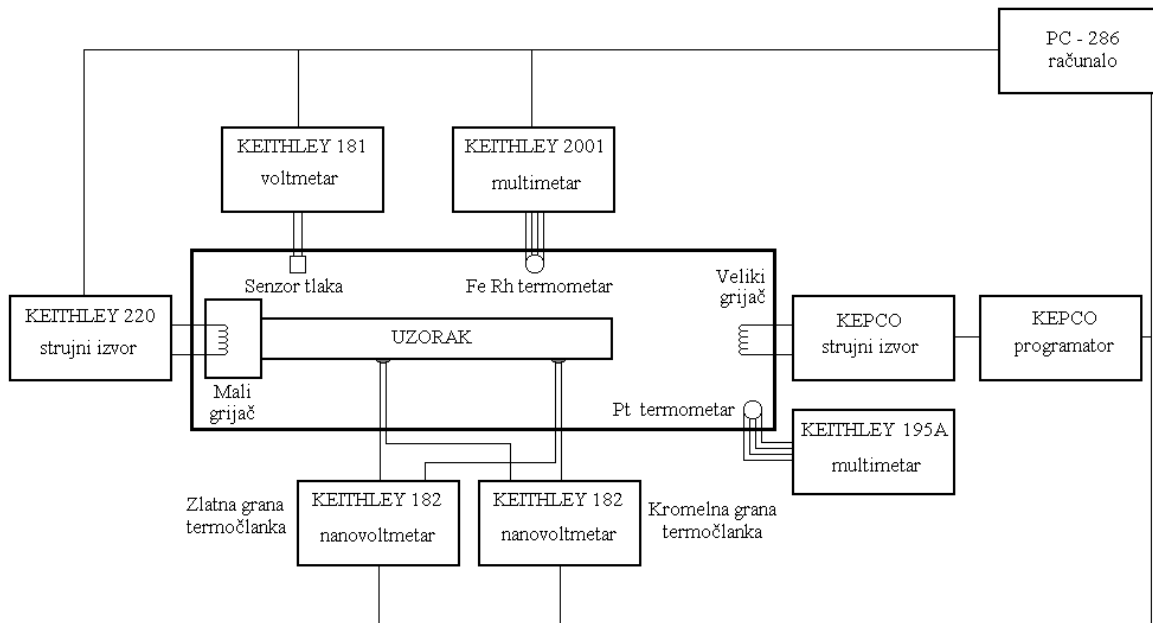 PC - 286
računalo
KEITHLEY 181
voltmetar
KEITHLEY 2001
multimetar
Senzor tlaka
Fe Rh termometar
Veliki
grijač
KEITHLEY 220
strujni izvor
UZORAK
KEPCO
strujni izvor
KEPCO
programator
Mali
grijač
Pt termometar
KEITHLEY 195A
multimetar
Zlatna grana
termočlanka
KEITHLEY 182
nanovoltmetar
KEITHLEY 182
nanovoltmetar
Kromelna grana
termočlanka